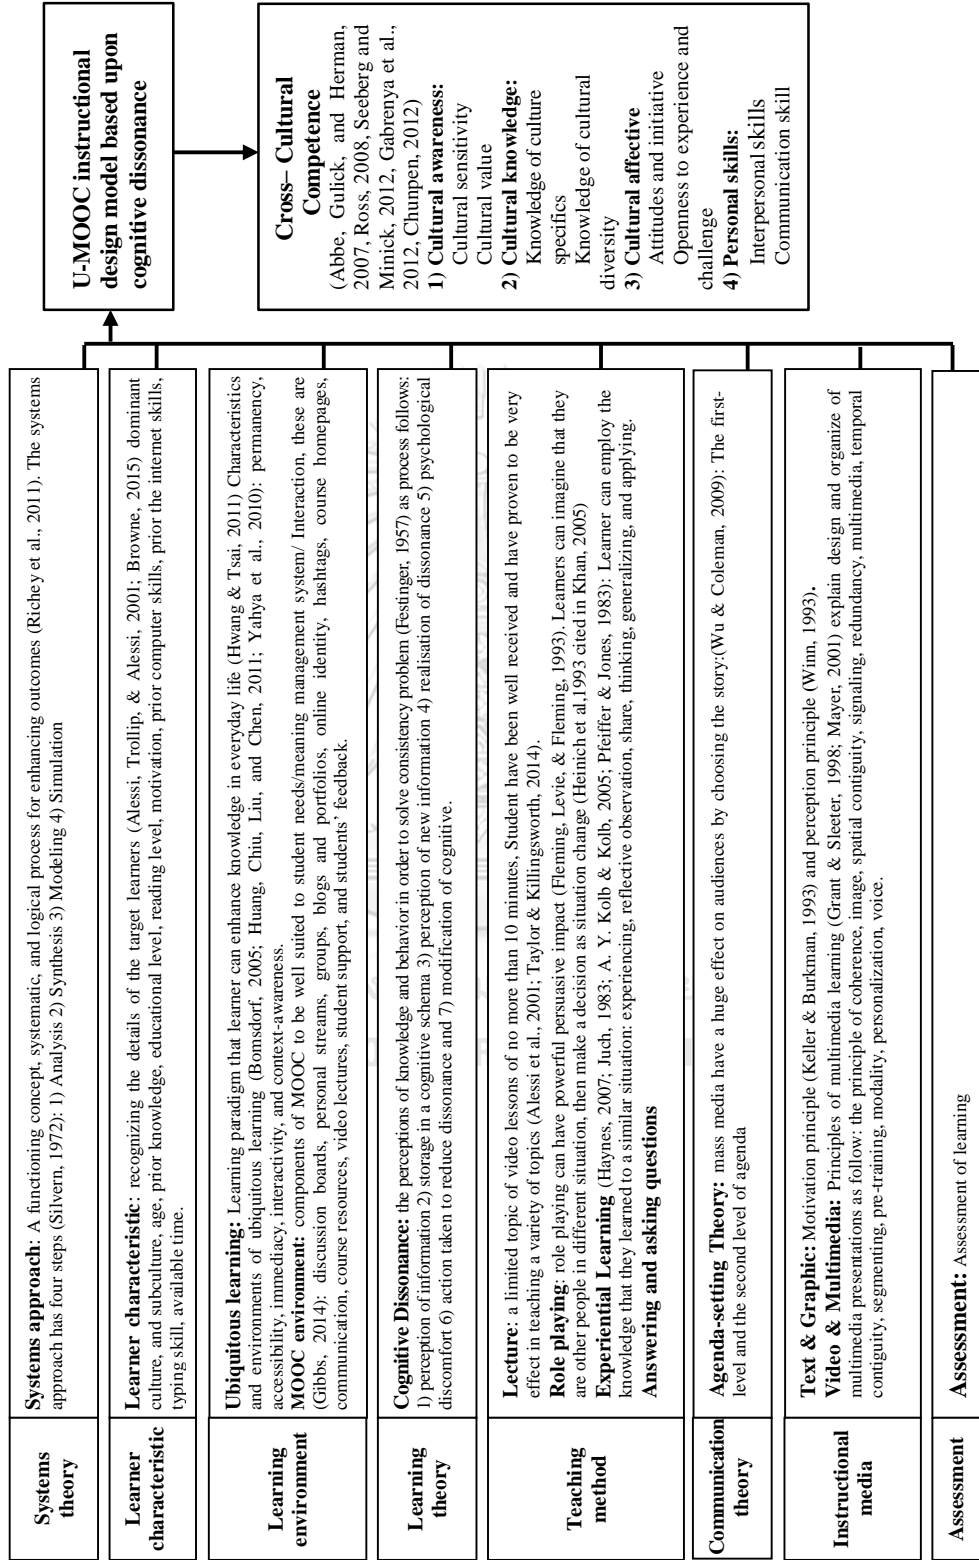 Systems
theory
Systems approach: A functioning concept, systematic, and logical process for enhancing outcomes (Richey et al., 2011). The systems
approach has four steps (Silvern, 1972): 1) Analysis 2) Synthesis 3) Modeling 4) Simulation
Learner
characteristic
Learner characteristic: recognizing the details of the target learners (Alessi, Trollip, & Alessi, 2001; Browne, 2015) dominant
culture, and subculture, age, prior knowledge, educational level, reading level, motivation, prior computer skills, prior the internet skills,
typing skill, available time.
Learning
environment
Ubiquitous learning: Learning paradigm that learner can enhance knowledge in everyday life (Hwang & Tsai, 2011) Characteristics
and environments of ubiquitous learning (Bomsdorf, 2005; Huang, Chiu, Liu, and Chen, 2011; Yahya et al., 2010): permanency,
accessibility, immediacy, interactivity, and context-awareness.
MOOC environment: components of MOOC to be well suited to student needs/meaning management system/ Interaction, these are
(Gibbs, 2014): discussion boards, personal streams, groups, blogs and portfolios, online identity, hashtags, course homepages,
communication, course resources, video lectures, student support, and students' feedback.
Learning
theory
Cognitive Dissonance: the perceptions of knowledge and behavior in order to solve consistency problem (Festinger, 1957) as process follows:
1) perception of information 2) storage in a cognitive schema 3) perception of new information 4) realisation of dissonance 5) psychological
discomfort 6) action taken to reduce dissonance and 7) modification of cognitive.
Teaching
method
Lecture: a limited topic of video lessons of no more than 10 minutes, Student have been well received and have proven to be very
effect in teaching a variety of topics (Alessi et al., 2001; Taylor & Killingsworth, 2014).
Role playing: role playing can have powerful persuasive impact (Fleming, Levie, & Fleming, 1993). Learners can imagine that they
are other people in different situation, then make a decision as situation change (Heinich et al,1993 cited in Khan, 2005)
Experiential Learning (Haynes, 2007; Juch, 1983; A. Y. Kolb & Kolb, 2005; Pfeiffer & Jones, 1983): Learner can employ the
knowledge that they learned to a similar situation: experiencing, reflective observation, share, thinking, generalizing, and applying.
Answering and asking questions
Communication
theory
Agenda-setting Theory: mass media have a huge effect on audiences by choosing the story:(Wu & Coleman, 2009): The first-
level and the second level of agenda
Instructional
media
Text & Graphic: Motivation principle (Keller & Burkman, 1993) and perception principle (Winn, 1993).
Video & Multimedia: Principles of multimedia learning (Grant & Sleeter, 1998; Mayer, 2001) explain design and organize of
multimedia presentations as follow: the principle of coherence, image, spatial contiguity, signaling, redundancy, multimedia, temporal
contiguity, segmenting, pre-training, modality, personalization, voice.
Assessment
Assessment: Assessment of learning
U-MOOC instructional
design model based upon
cognitive dissonance
Cross– Cultural
Competence
(Abbe, Gulick, and Herman,
2007, Ross, 2008, Seeberg and
Minick, 2012, Gabrenya et al.,
2012, Chunpen, 2012)
1) Cultural awareness:
Cultural sensitivity
Cultural value
2) Cultural knowledge:
Knowledge of culture
specifics
Knowledge of cultural
diversity
3) Cultural affective
Attitudes and initiative
Openness to experience and
challenge
4) Personal skills:
Interpersonal skills
Communication skill